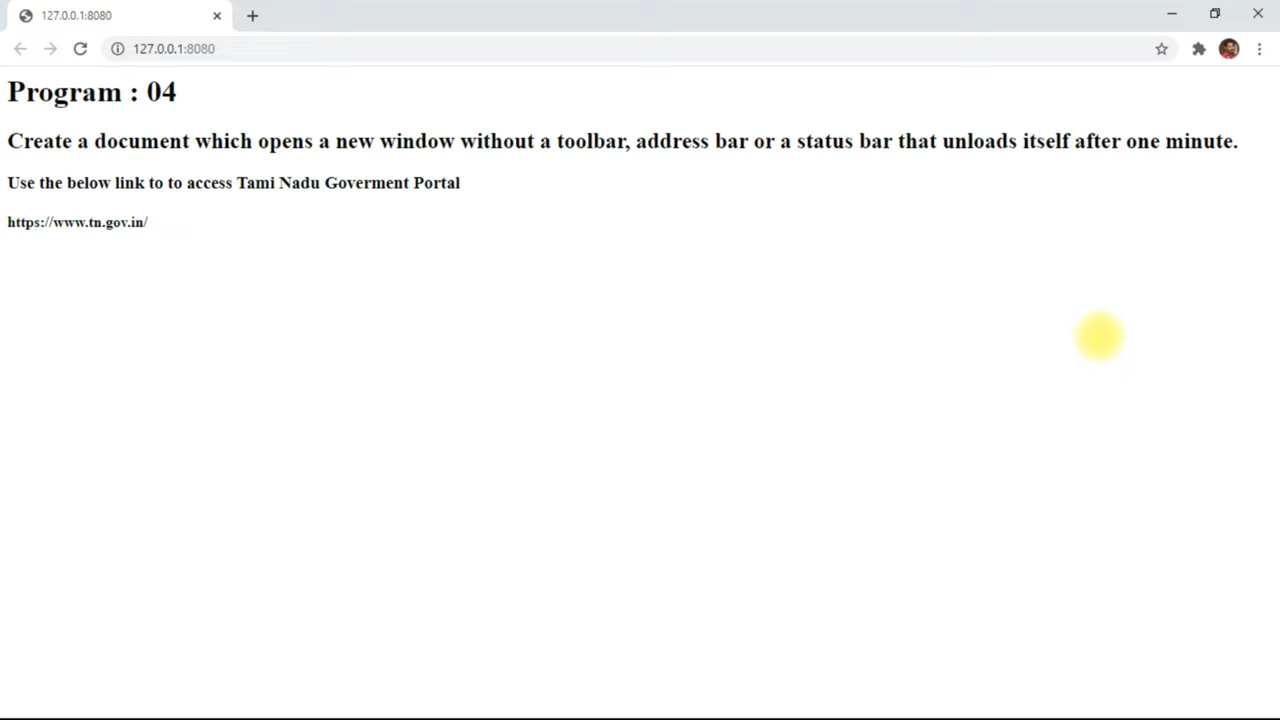 127.0.0.1:8080
127.0.0.1:8080
Program : 04
Create a document which opens a new window without a toolbar, address bar or a status bar that unloads itself after one minute.
Use the below link to to access Tami Nadu Goverment Portal
https://www.tn.gov.in/